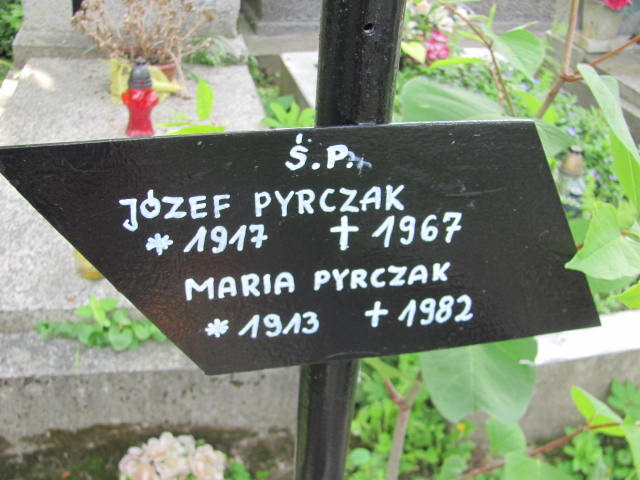 Ś.P.
JÓZEF PYRCZAK
* 1917 † 1967
MARIA PYRCZAK
* 1913 † 1982